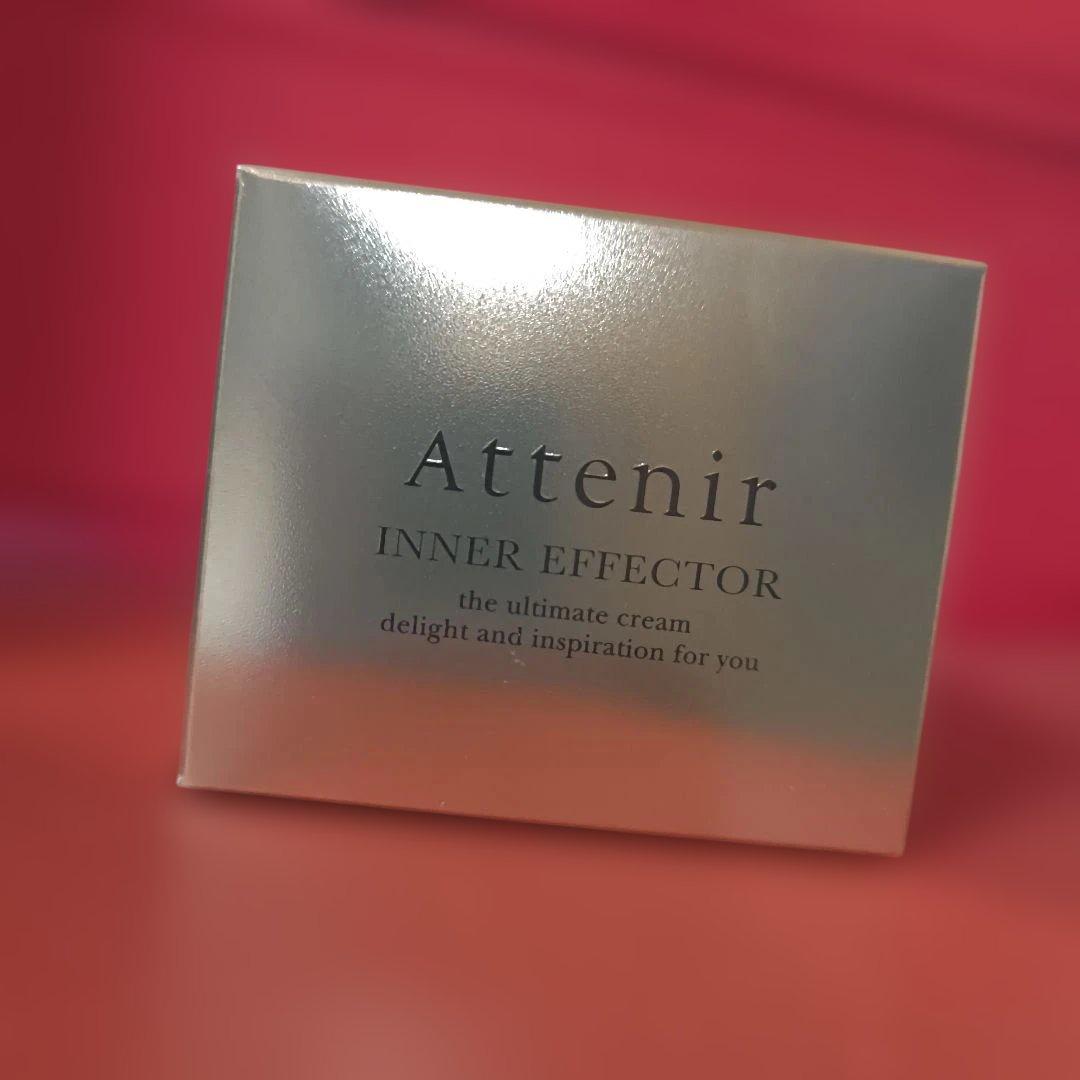 Attenir
INNER EFFECTOR
the ultimate cream
delight and inspiration for you